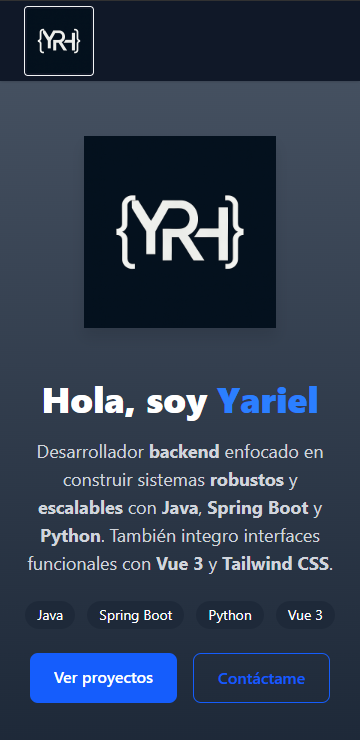 {YRH}
{YRH}
Hola, soy Yariel
Desarrollador backend enfocado en
construir sistemas robustos y
escalables con Java, Spring Boot y
Python. También integro interfaces
funcionales con Vue 3 y Tailwind CSS.
Java Spring Boot Python Vue 3
Ver proyectos Contáctame